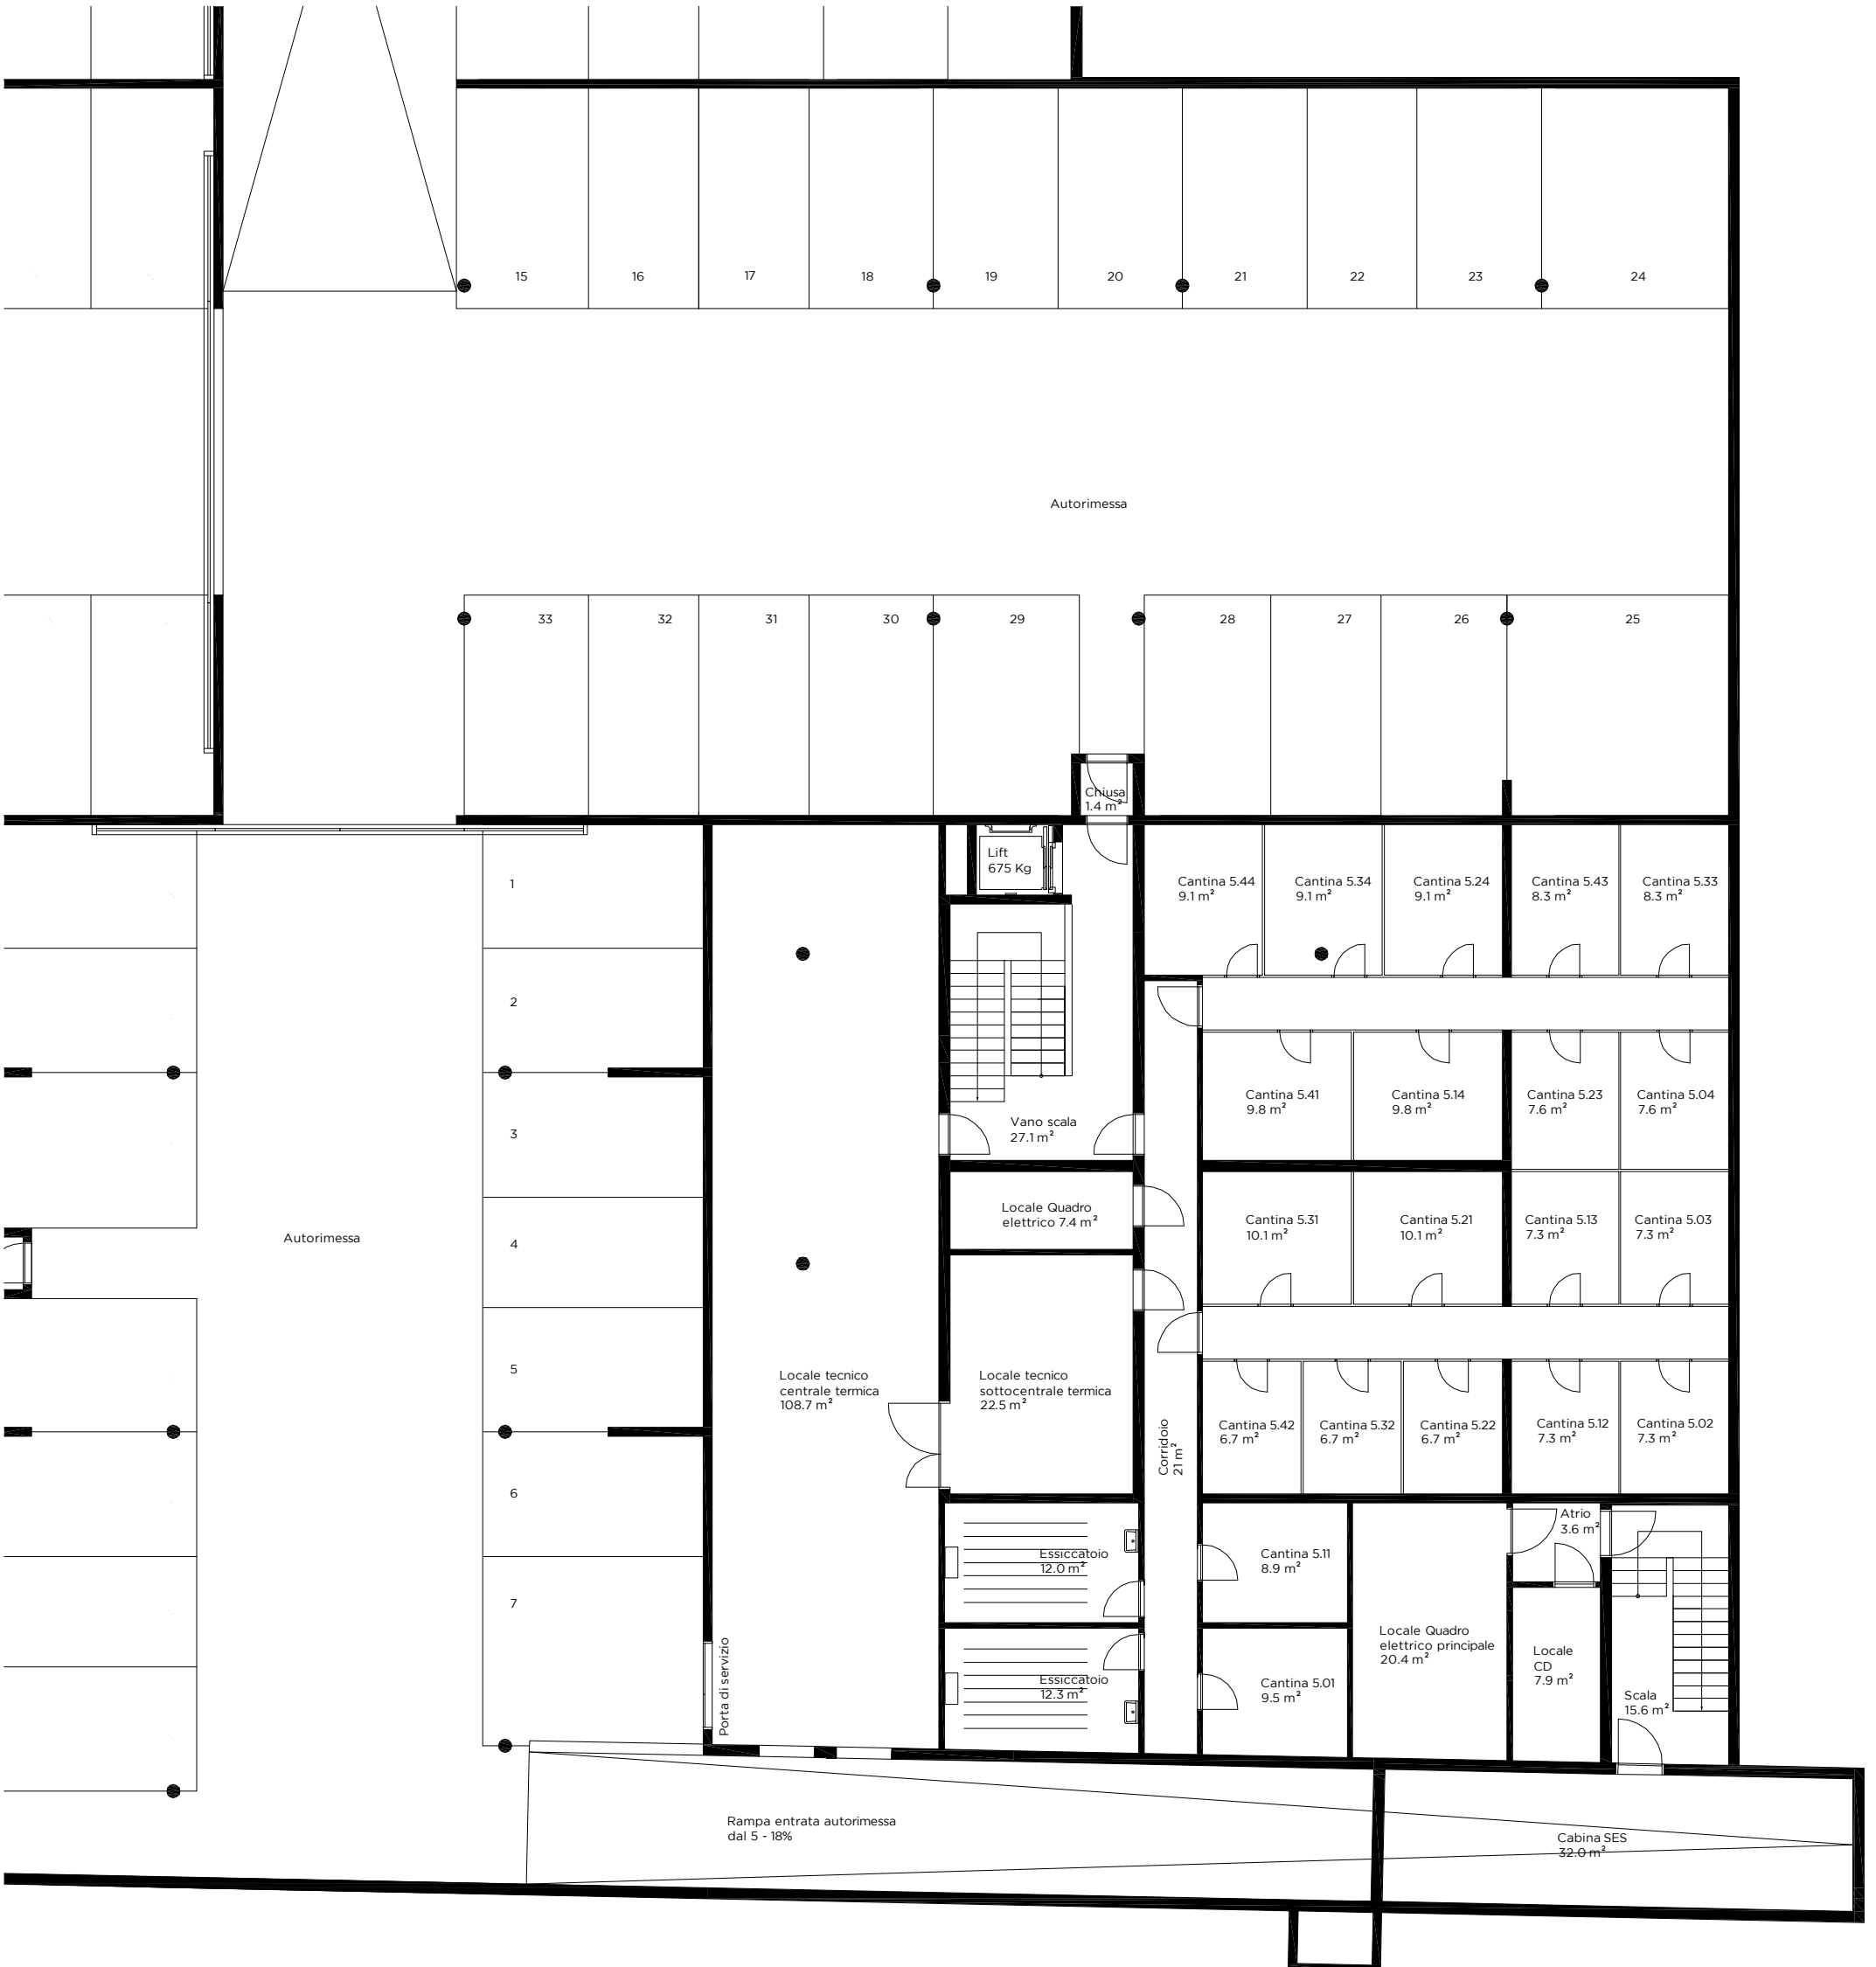 15 16 17 18 19 20 21 22 23 24
Autorimessa
33 32 31 30 29 28 27 26 25
Chiusa
1.4 m²
Lift
675 Kg
Cantina 5.44
9.1 m²
Cantina 5.34
9.1 m²
Cantina 5.24
9.1 m²
Cantina 5.43
8.3 m²
Cantina 5.33
8.3 m²
1
2
3
4
5
6
7
Autorimessa
Vano scala
27.1 m²
Cantina 5.41
9.8 m²
Cantina 5.14
9.8 m²
Cantina 5.23
7.6 m²
Cantina 5.04
7.6 m²
Locale Quadro
elettrico 7.4 m²
Cantina 5.31
10.1 m²
Cantina 5.21
10.1 m²
Cantina 5.13
7.3 m²
Cantina 5.03
7.3 m²
Locale tecnico
centrale termica
108.7 m²
Locale tecnico
sottocentrale termica
22.5 m²
Corridoio
21 m²
Cantina 5.42
6.7 m²
Cantina 5.32
6.7 m²
Cantina 5.22
6.7 m²
Cantina 5.12
7.3 m²
Cantina 5.02
7.3 m²
Essiccatoio
12.0 m²
Cantina 5.11
8.9 m²
Atrio
3.6 m²
Porta di servizio
Essiccatoio
12.3 m²
Cantina 5.01
9.5 m²
Locale Quadro
elettrico principale
20.4 m²
Locale
CD
7.9 m²
Scala
15.6 m²
Rampa entrata autorimessa
dal 5 - 18%
Cabina SES
32.0 m²